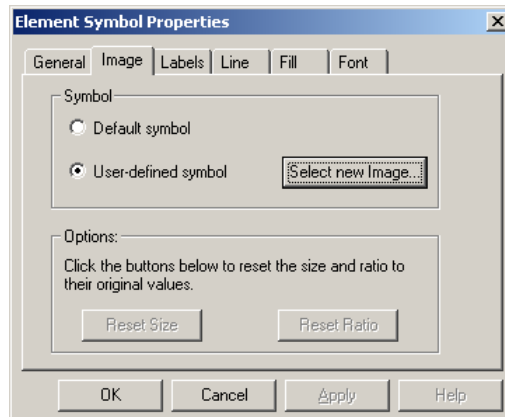 Element Symbol Properties
General Image Labels Line Fill Font
Symbol
Default symbol
User-defined symbol Select new Image...
Options:
Click the buttons below to reset the size and ratio to
their original values.
Reset Size Reset Ratio
OK Cancel Apply Help